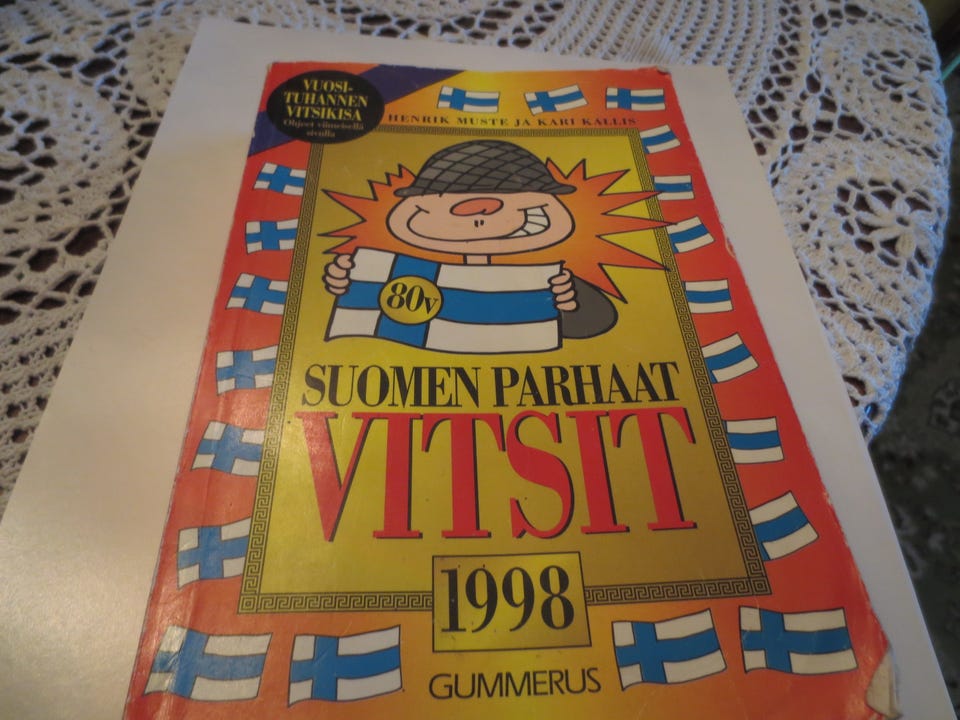 VUOSI-
TUHANNEN
VITSIKISA
Ohjeet viimeisellä
sivulla
HENRIK MUSTE JA KARI KALLIS
80v
SUOMEN PARHAAT
VITSIT
1998
GUMMERUS